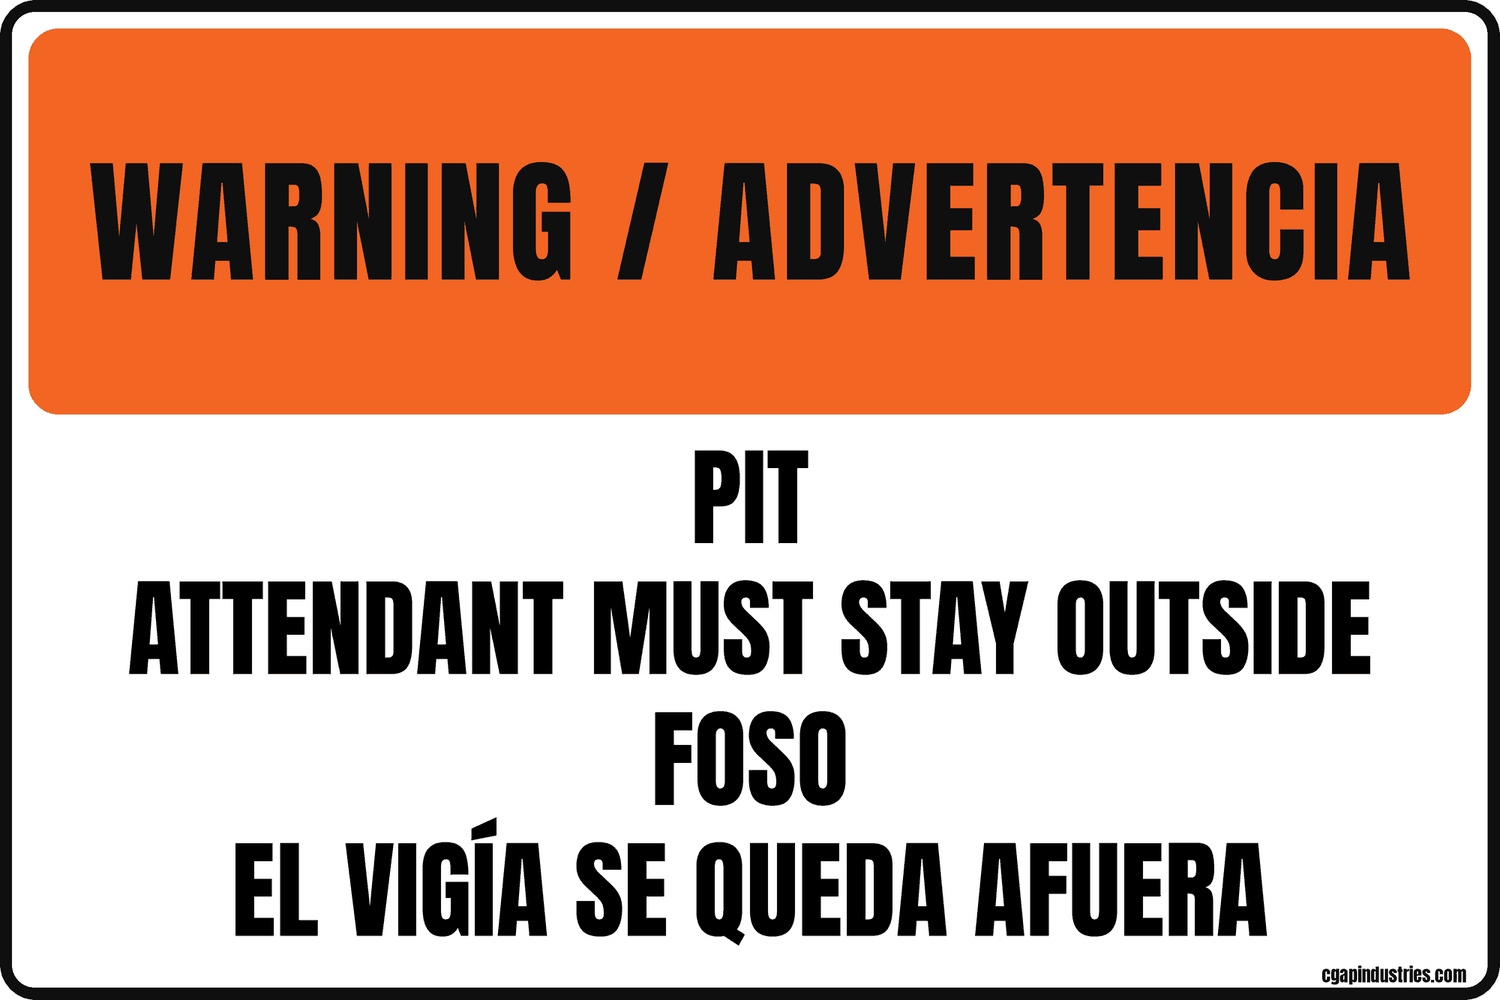 WARNING / ADVERTENCIA
PIT
ATTENDANT MUST STAY OUTSIDE
FOSO
EL VIGÍA SE QUEDA AFUERA
cgapindustries.com